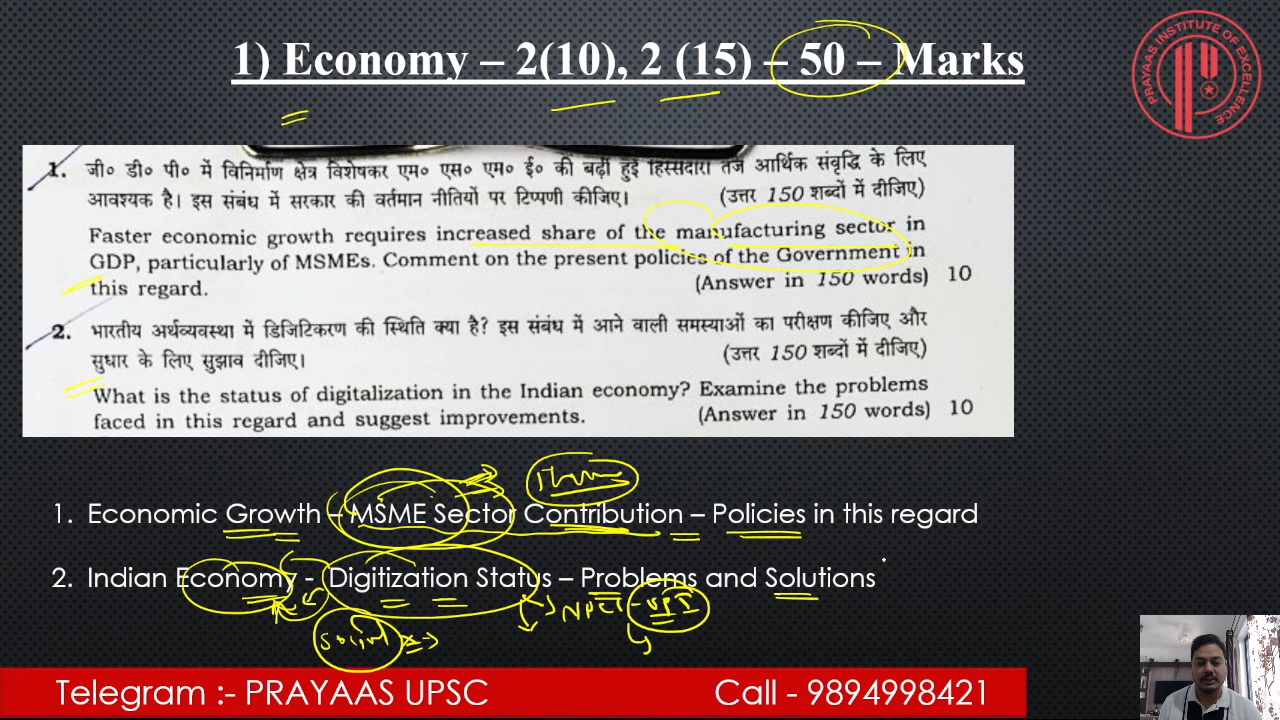 1) Economy – 2(10), 2 (15) – 50 – Marks
PRAYAAS INSTITUTE OF EXCELLENCE
1. जी० डी० पी० में विनिर्माण क्षेत्र विशेषकर एम० एस० एम० ई० की बढ़ी हुई हिस्सेदारी तेज आर्थिक संवृद्धि के लिए
आवश्यक है। इस संबंध में सरकार की वर्तमान नीतियों पर टिप्पणी कीजिए। (उत्तर 150 शब्दों में दीजिए)
Faster economic growth requires increased share of the manufacturing sector in
GDP, particularly of MSMEs. Comment on the present policies of the Government in
this regard. (Answer in 150 words) 10
2. भारतीय अर्थव्यवस्था में डिजिटिकरण की स्थिति क्या है? इस संबंध में आने वाली समस्याओं का परीक्षण कीजिए और
सुधार के लिए सुझाव दीजिए। (उत्तर 150 शब्दों में दीजिए)
What is the status of digitalization in the Indian economy? Examine the problems
faced in this regard and suggest improvements. (Answer in 150 words) 10
1. Economic Growth – MSME Sector Contribution – Policies in this regard
2. Indian Economy - Digitization Status – Problems and Solutions
NPCI - UPI
Telegram :- PRAYAAS UPSC Call - 9894998421